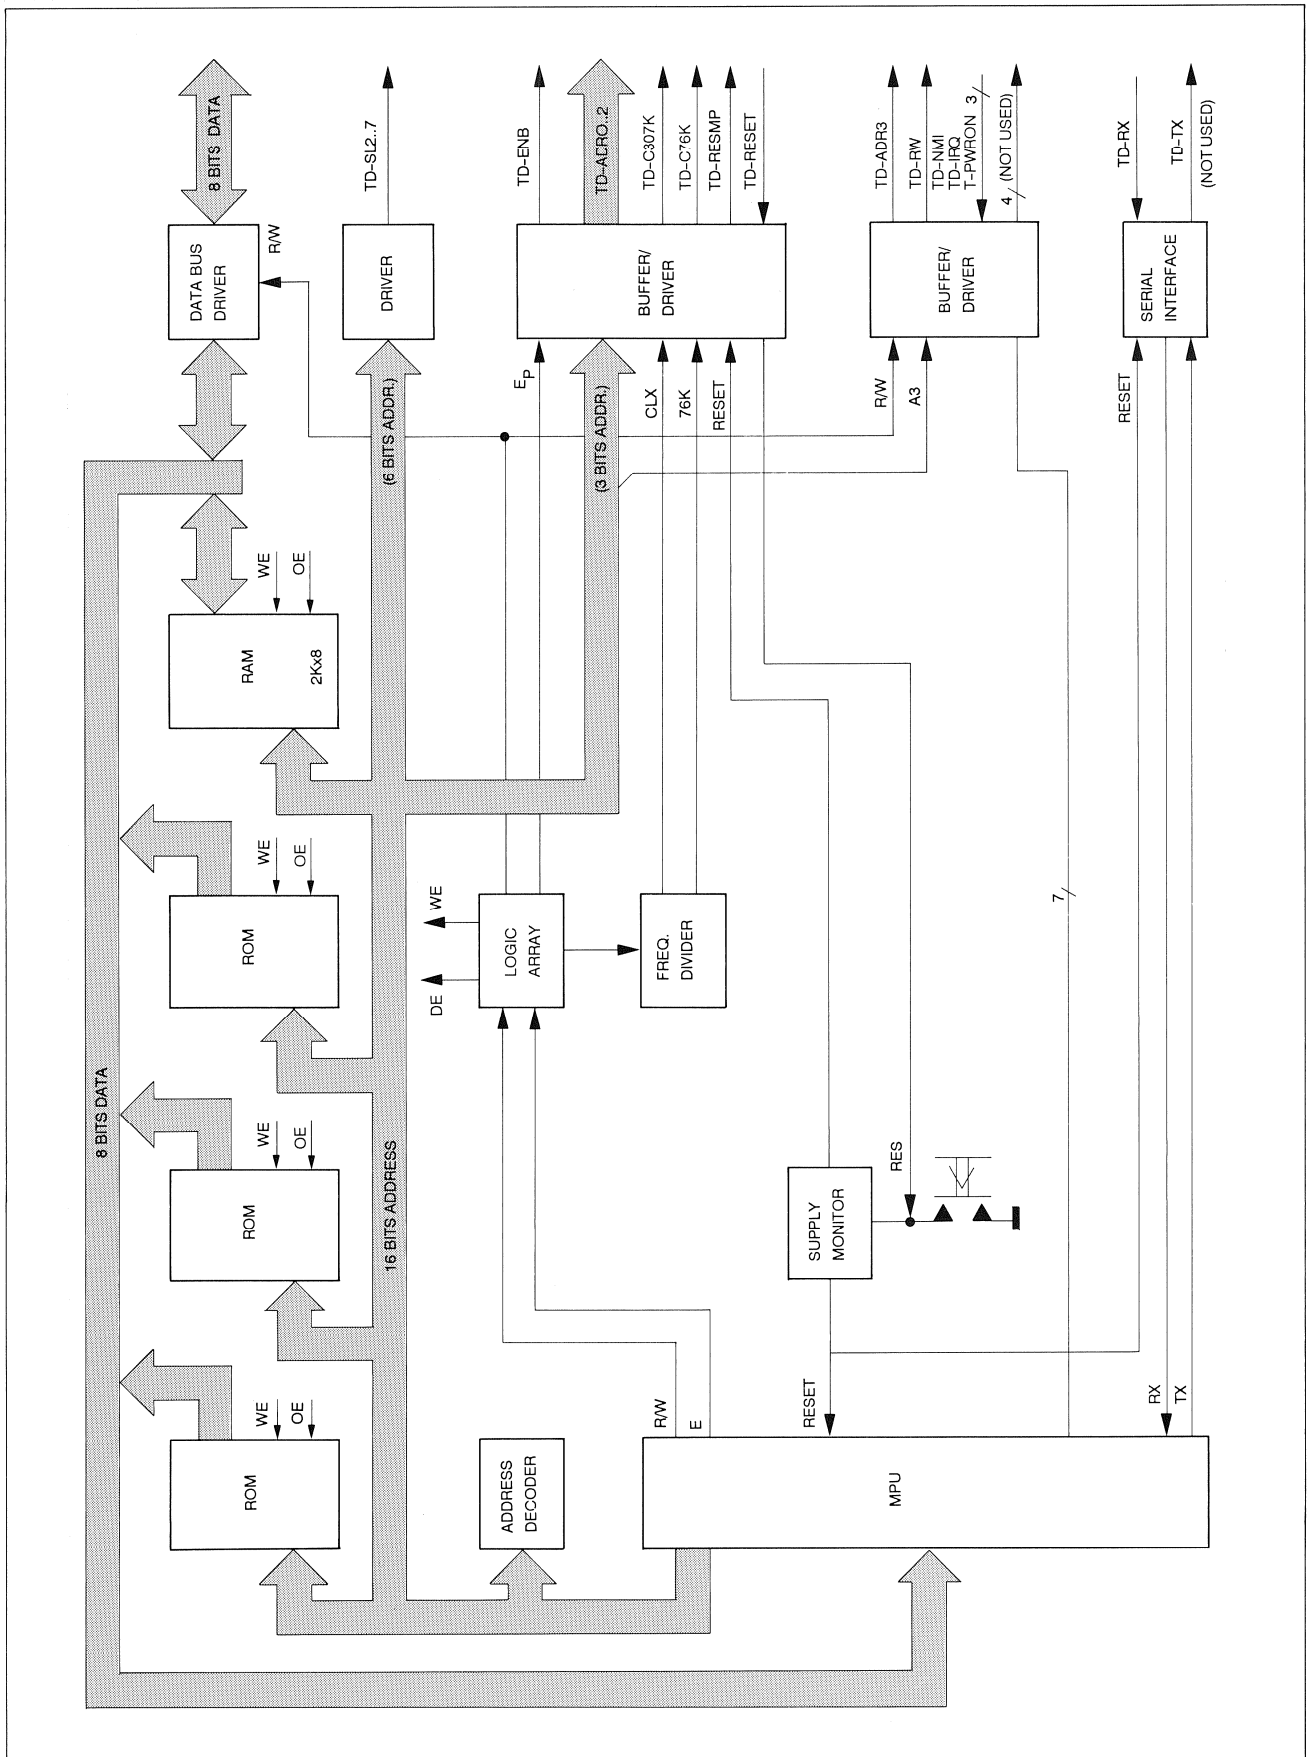 8 BITS DATA
TD-SL2..7
TD-ENB
TD-ADRO..2
TD-C307K
TD-C76K
TD-RESMP
TD-RESET
TD-ADR3
TD-RW
TD-NMI
TD-IRQ
T-PWRON 3
4 (NOT USED)
TD-RX
TD-TX
(NOT USED)
DATA BUS
DRIVER
R/W
DRIVER
BUFFER/
DRIVER
BUFFER/
DRIVER
SERIAL
INTERFACE
(6 BITS ADDR.)
EP
(3 BITS ADDR.)
CLX
76K
RESET
R/W
A3
RESET
RAM
2Kx8
WE
OE
ROM
WE
OE
ROM
WE
OE
ROM
WE
OE
8 BITS DATA
16 BITS ADDRESS
WE
DE
LOGIC
ARRAY
FREQ.
DIVIDER
7
SUPPLY
MONITOR
RES
ADDRESS
DECODER
R/W
E
RESET
RX
TX
MPU